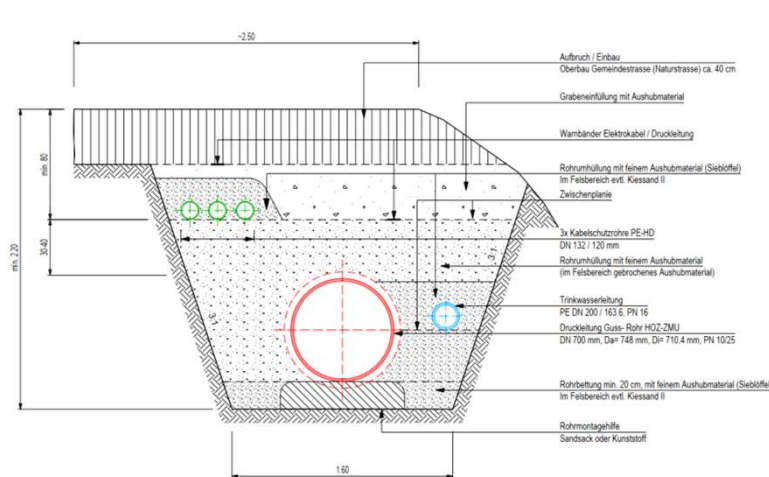 ~2.50
Aufbruch / Einbau
Oberbau Gemeindestrasse (Naturstrasse) ca. 40 cm
Grabeneinfüllung mit Aushubmaterial
Warnbänder Elektrokabel / Druckleitung
Rohrumhüllung mit feinem Aushubmaterial (Sieblöffel)
Im Felsbereich evtl. Kiessand II
Zwischenplanie
3x Kabelschutzrohre PE-HD
DN 132 / 120 mm
Rohrumhüllung mit feinem Aushubmaterial
(im Felsbereich gebrochenes Aushubmaterial)
Trinkwasserleitung
PE DN 200 / 163.6, PN 16
Druckleitung Guss- Rohr HOZ-ZMU
DN 700 mm, Da= 748 mm, Di= 710.4 mm, PN 10/25
Rohrbettung min. 20 cm, mit feinem Aushubmaterial (Sieblöffel)
Im Felsbereich evtl. Kiessand II
Rohrmontagehilfe
Sandsack oder Kunststoff
min. 80
30-40
min. 2.20
3:1
3:1
1.60